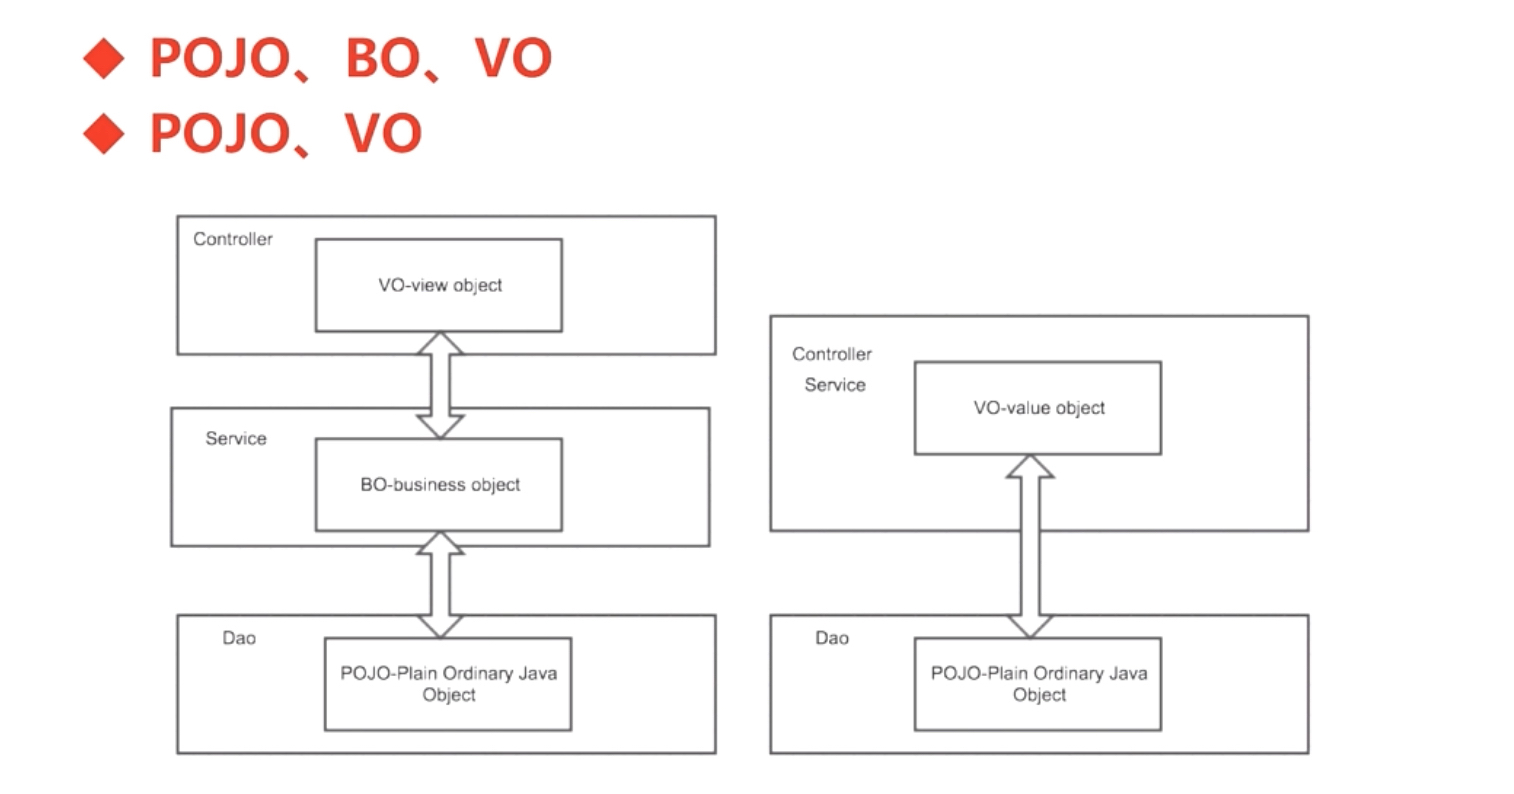 ◆ POJO、BO、VO
◆ POJO、VO
Controller
VO-view object
Service
BO-business object
Dao
POJO-Plain Ordinary Java
Object
Controller
Service
VO-value object
Dao
POJO-Plain Ordinary Java
Object